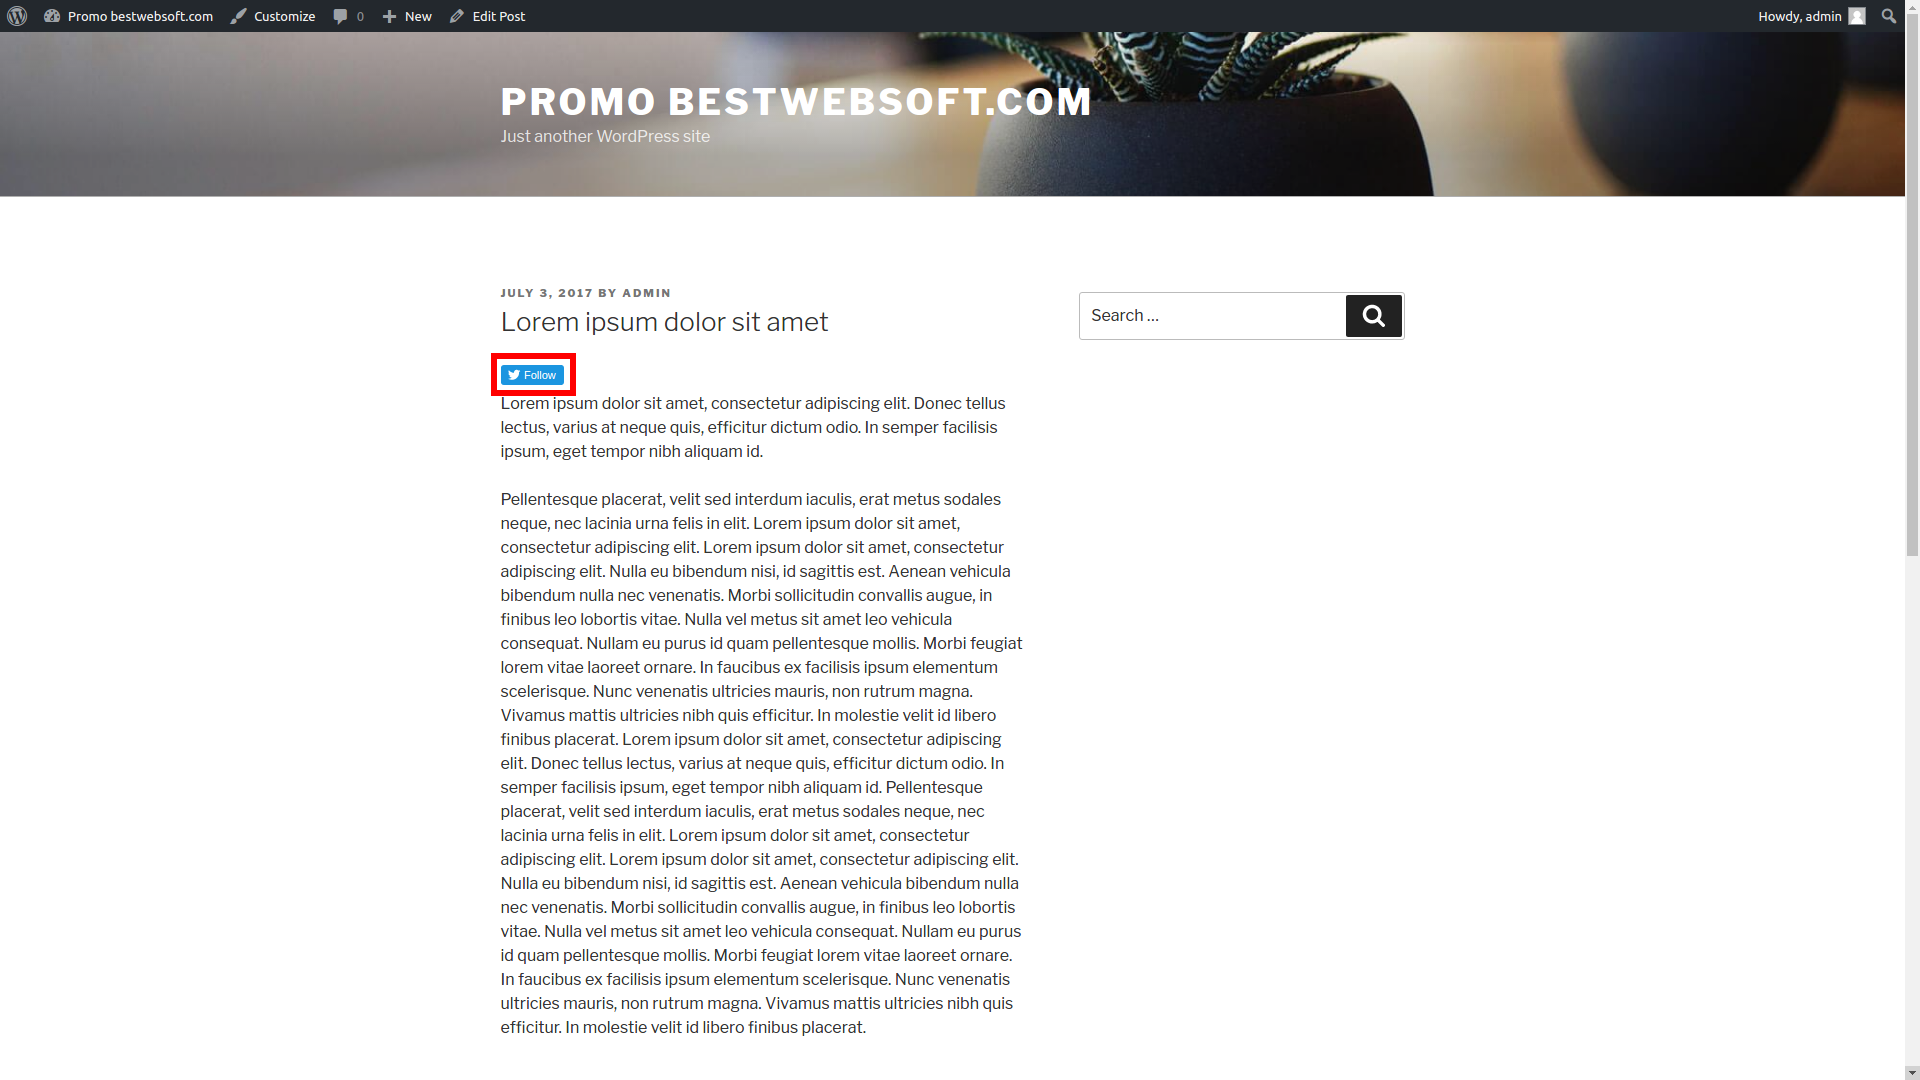 Promo bestwebsoft.com Customize 0 New Edit Post Howdy, admin
PROMO BESTWEBSOFT.COM
Just another WordPress site
JULY 3, 2017 BY ADMIN
Lorem ipsum dolor sit amet
Search …
Follow
Lorem ipsum dolor sit amet, consectetur adipiscing elit. Donec tellus
lectus, varius at neque quis, efficitur dictum odio. In semper facilisis
ipsum, eget tempor nibh aliquam id.
Pellentesque placerat, velit sed interdum iaculis, erat metus sodales
neque, nec lacinia urna felis in elit. Lorem ipsum dolor sit amet,
consectetur adipiscing elit. Lorem ipsum dolor sit amet, consectetur
adipiscing elit. Nulla eu bibendum nisi, id sagittis est. Aenean vehicula
bibendum nulla nec venenatis. Morbi sollicitudin convallis augue, in
finibus leo lobortis vitae. Nulla vel metus sit amet leo vehicula
consequat. Nullam eu purus id quam pellentesque mollis. Morbi feugiat
lorem vitae laoreet ornare. In faucibus ex facilisis ipsum elementum
scelerisque. Nunc venenatis ultricies mauris, non rutrum magna.
Vivamus mattis ultricies nibh quis efficitur. In molestie velit id libero
finibus placerat. Lorem ipsum dolor sit amet, consectetur adipiscing
elit. Donec tellus lectus, varius at neque quis, efficitur dictum odio. In
semper facilisis ipsum, eget tempor nibh aliquam id. Pellentesque
placerat, velit sed interdum iaculis, erat metus sodales neque, nec
lacinia urna felis in elit. Lorem ipsum dolor sit amet, consectetur
adipiscing elit. Lorem ipsum dolor sit amet, consectetur adipiscing elit.
Nulla eu bibendum nisi, id sagittis est. Aenean vehicula bibendum nulla
nec venenatis. Morbi sollicitudin convallis augue, in finibus leo lobortis
vitae. Nulla vel metus sit amet leo vehicula consequat. Nullam eu purus
id quam pellentesque mollis. Morbi feugiat lorem vitae laoreet ornare.
In faucibus ex facilisis ipsum elementum scelerisque. Nunc venenatis
ultricies mauris, non rutrum magna. Vivamus mattis ultricies nibh quis
efficitur. In molestie velit id libero finibus placerat.